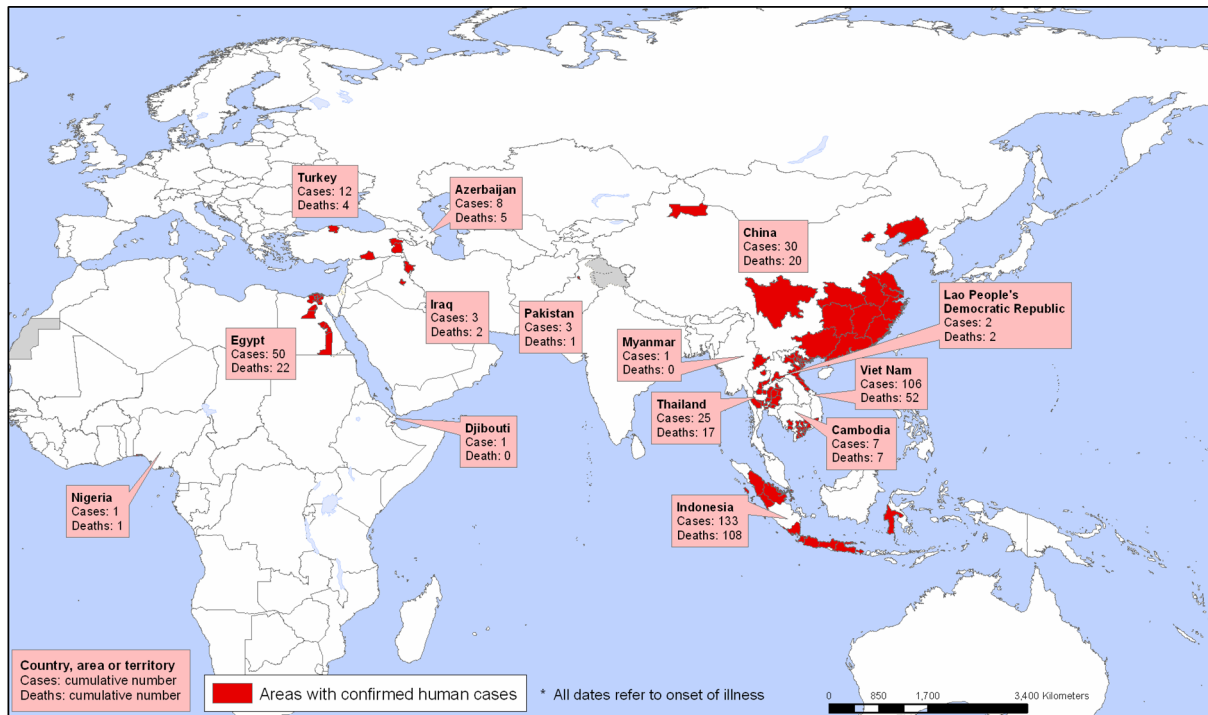 Turkey
Cases: 12
Deaths: 4
Azerbaijan
Cases: 8
Deaths: 5
China
Cases: 30
Deaths: 20
Iraq
Cases: 3
Deaths: 2
Pakistan
Cases: 3
Deaths: 1
Lao People's
Democratic Republic
Cases: 2
Deaths: 2
Egypt
Cases: 50
Deaths: 22
Myanmar
Cases: 1
Deaths: 0
Viet Nam
Cases: 106
Deaths: 52
Thailand
Cases: 25
Deaths: 17
Djibouti
Case: 1
Death: 0
Cambodia
Cases: 7
Deaths: 7
Nigeria
Cases: 1
Deaths: 1
Indonesia
Cases: 133
Deaths: 108
Country, area or territory
Cases: cumulative number
Deaths: cumulative number
Areas with confirmed human cases
* All dates refer to onset of illness
0 850 1,700 3,400 Kilometers